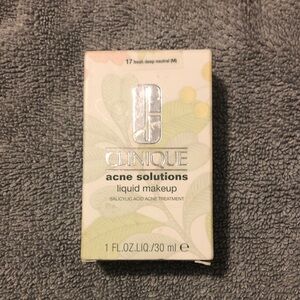 17 fresh deep neutral (M)
CLINIQUE
acne solutions
liquid makeup
SALICYLIC ACID ACNE TREATMENT
1 FL.OZ.LIQ./30 ml ℮